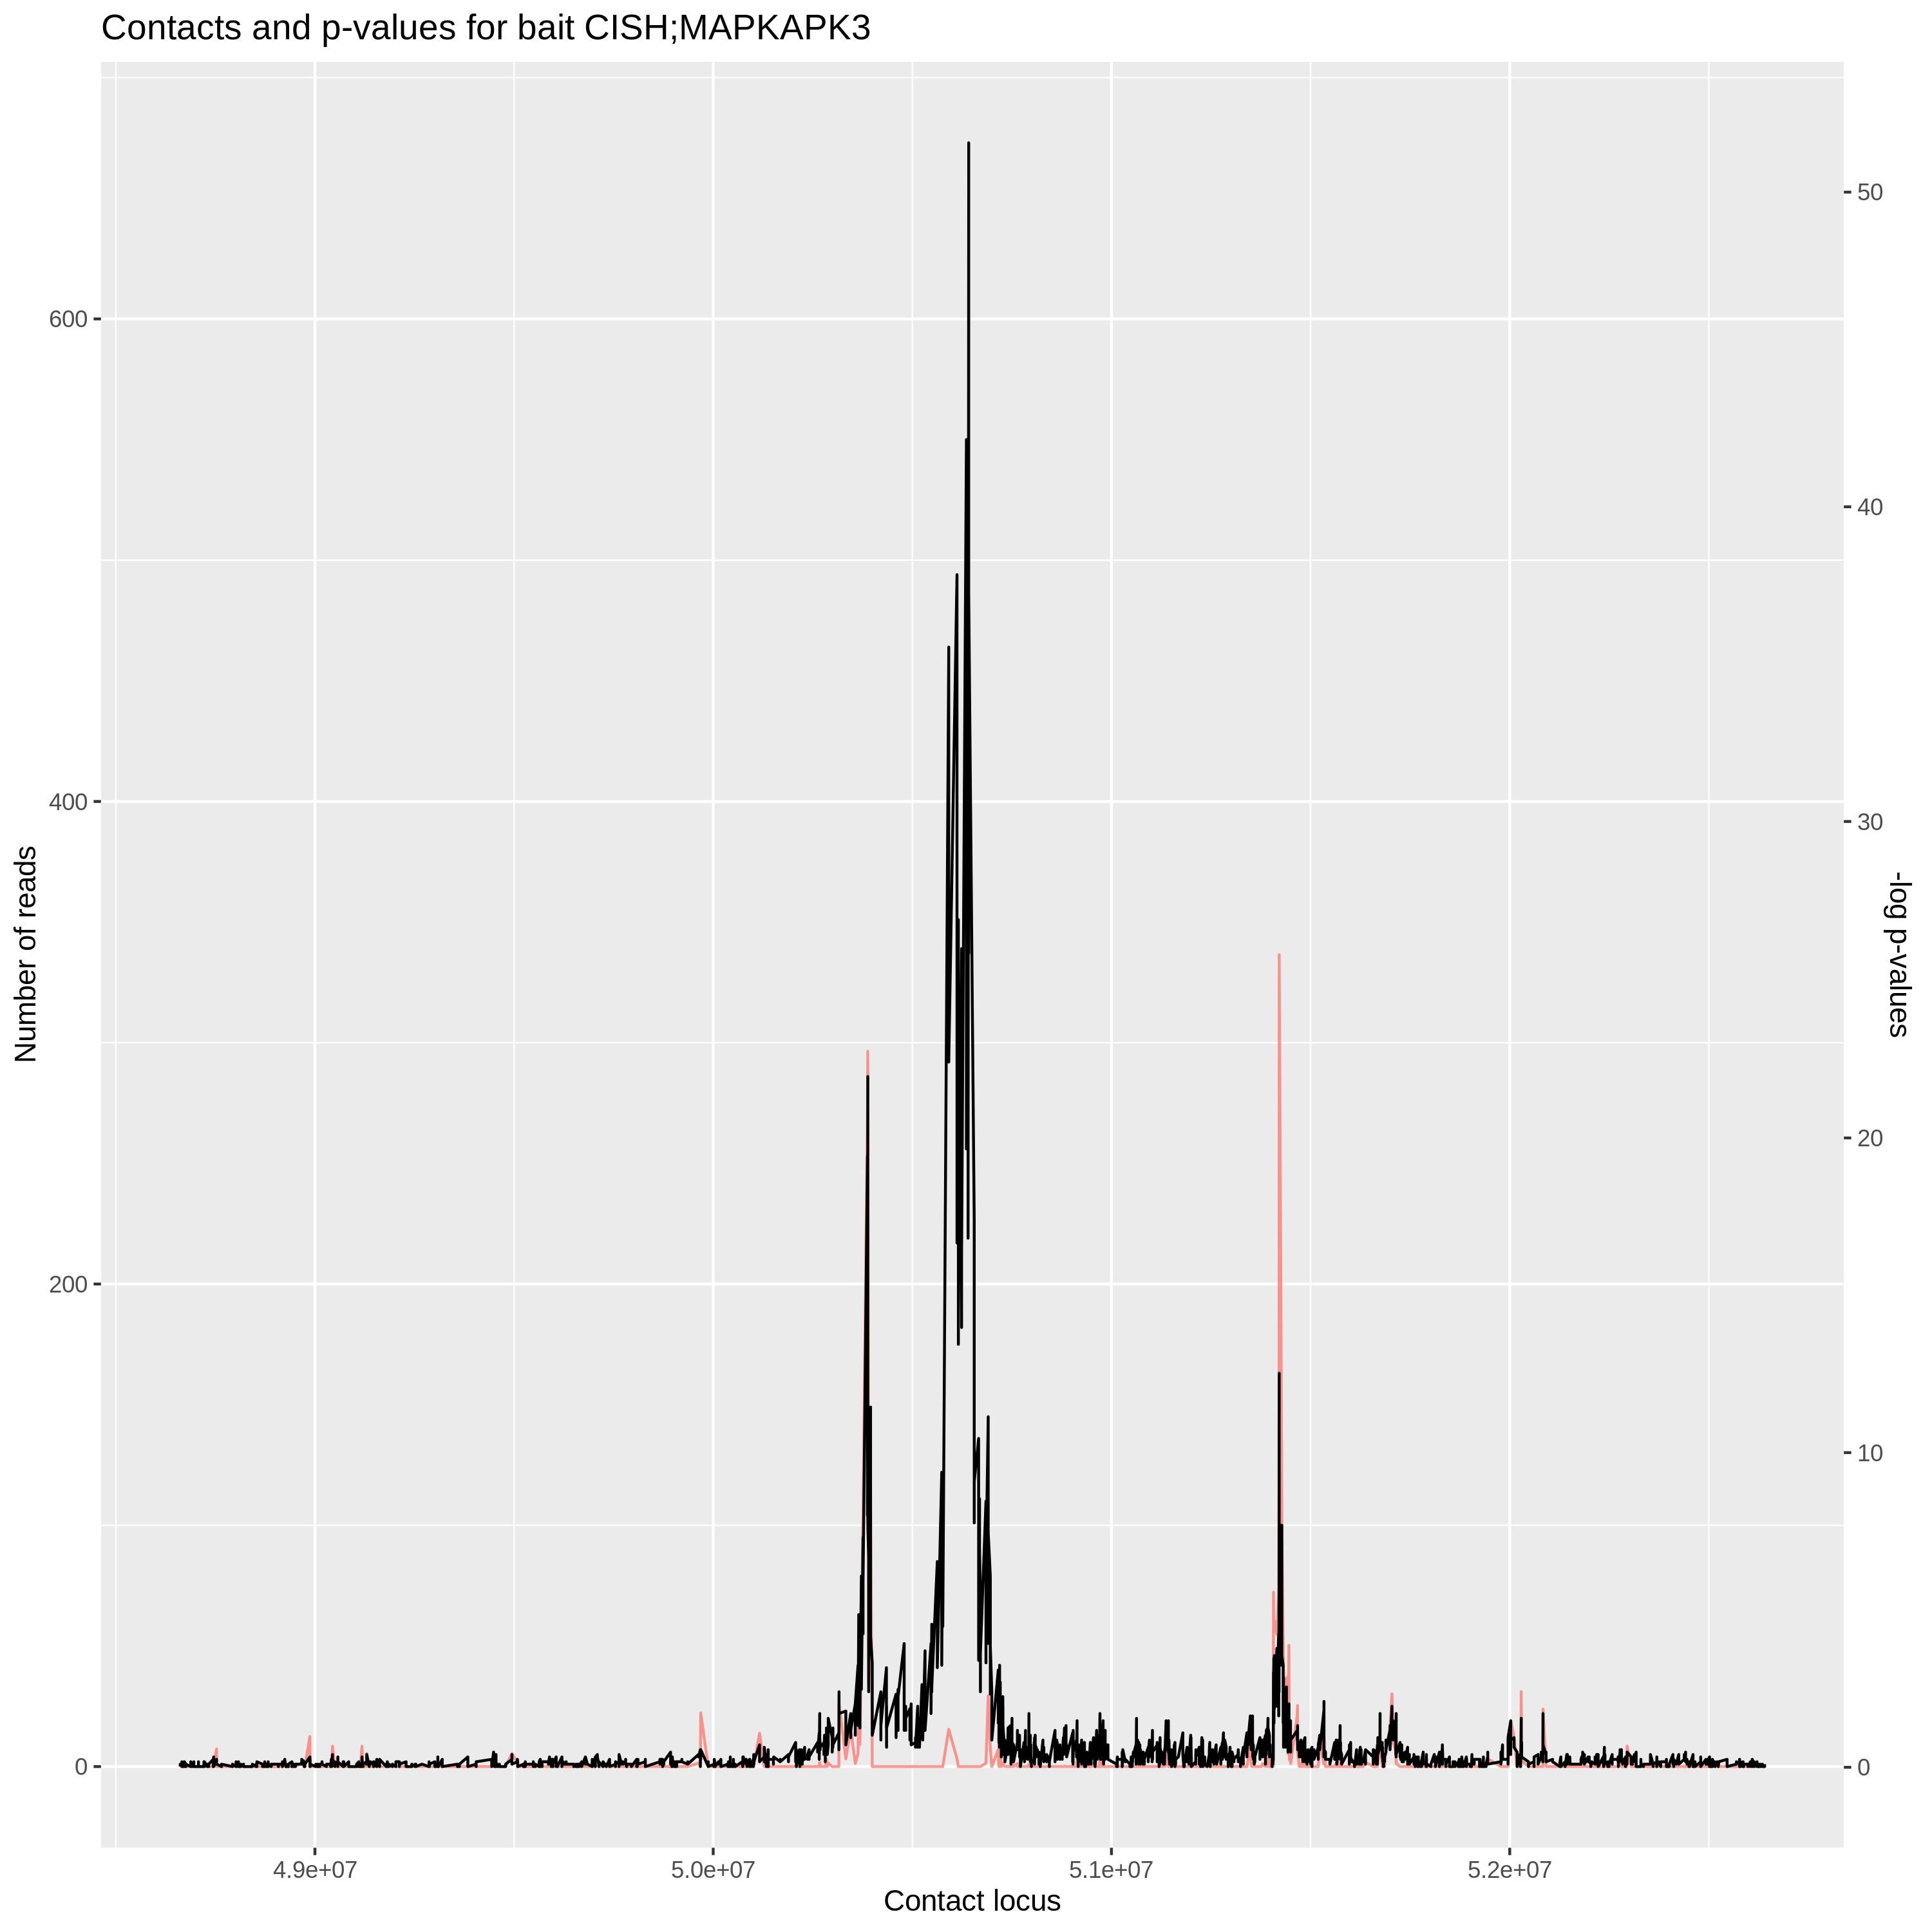 Contacts and p-values for bait CISH;MAPKAPK3
Number of reads
600
400
200
0
50
40
30
20
10
0
-log p-values
4.9e+07 5.0e+07 5.1e+07 5.2e+07
Contact locus